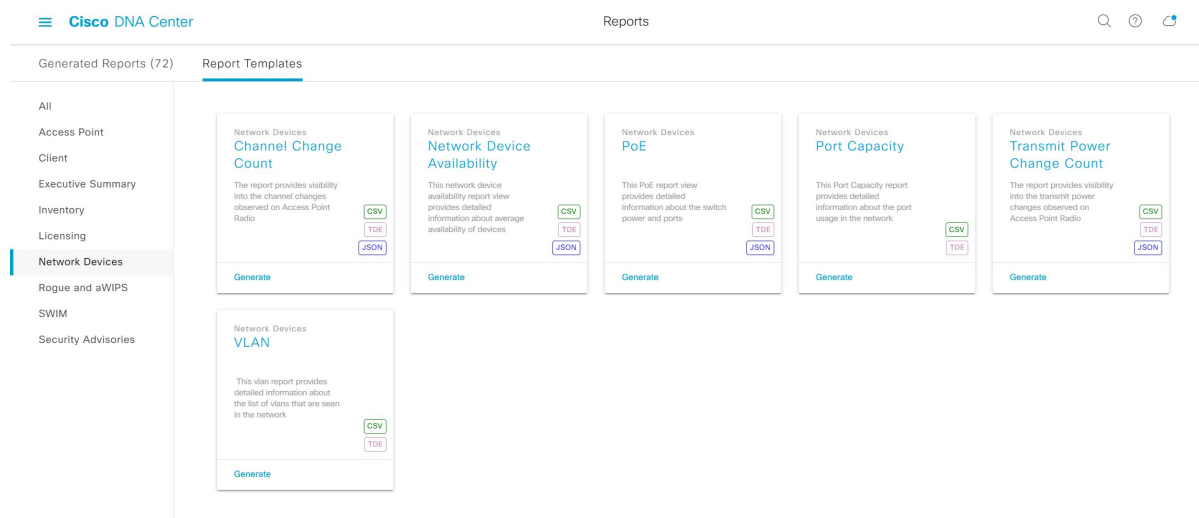 Cisco DNA Center
Reports
Generated Reports (72)
Report Templates
All
Access Point
Client
Executive Summary
Inventory
Licensing
Network Devices
Rogue and aWIPS
SWIM
Security Advisories
Network Devices
Channel Change
Count
The report provides visibility
into the channel changes
observed on Access Point
Radio
CSV
TDE
JSON
Generate
Network Devices
Network Device
Availability
This network device
availability report view
provides detailed
information about average
availability of devices
CSV
TDE
JSON
Generate
Network Devices
PoE
This PoE report view
provides detailed
information about the switch
power and ports
CSV
TDE
JSON
Generate
Network Devices
Port Capacity
This Port Capacity report
provides detailed
information about the port
usage in the network
CSV
TDE
Generate
Network Devices
Transmit Power
Change Count
The report provides visibility
into the transmit power
changes observed on
Access Point Radio
CSV
TDE
JSON
Generate
Network Devices
VLAN
This vlan report provides
detailed information about
the list of vlans that are seen
in the network
CSV
TDE
Generate